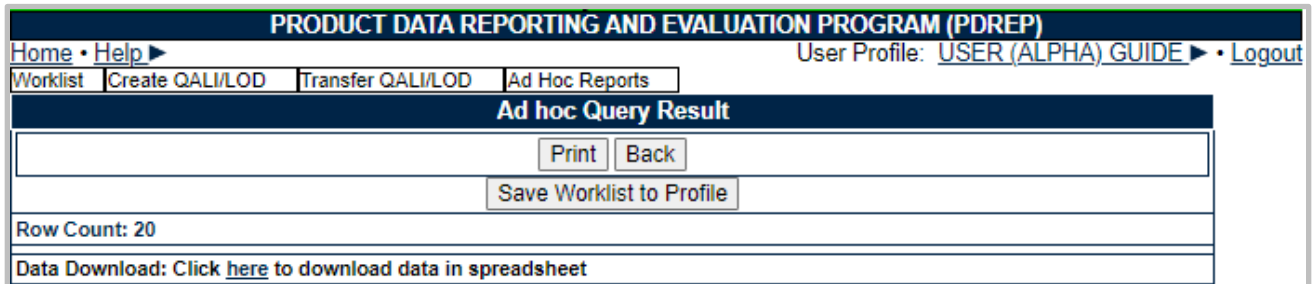 PRODUCT DATA REPORTING AND EVALUATION PROGRAM (PDREP)
Home • Help► User Profile: USER (ALPHA) GUIDE► • Logout
Worklist Create QALI/LOD Transfer QALI/LOD Ad Hoc Reports
Ad hoc Query Result
Print Back
Save Worklist to Profile
Row Count: 20
Data Download: Click here to download data in spreadsheet